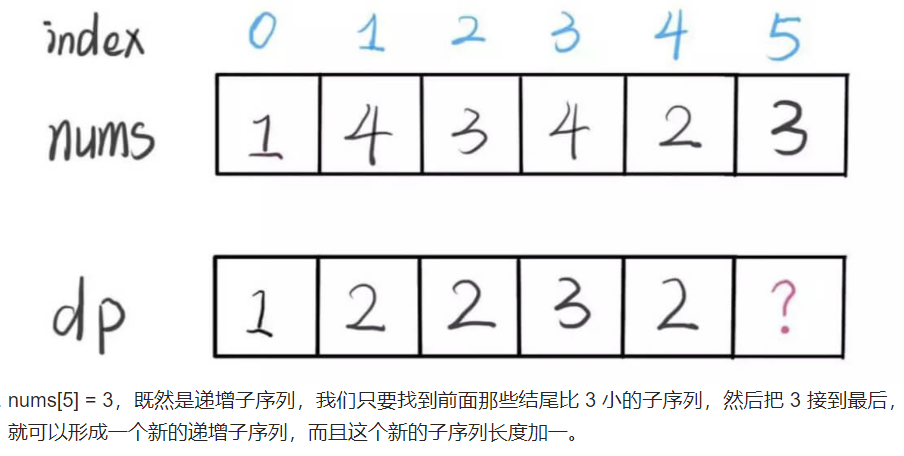 index 0 1 2 3 4 5
nums 1 4 3 4 2 3
dp 1 2 2 3 2 ?
. nums[5] = 3，既然是递增子序列，我们只要找到前面那些结尾比 3 小的子序列，然后把 3 接到最后，
就可以形成一个新的递增子序列，而且这个新的子序列长度加一。